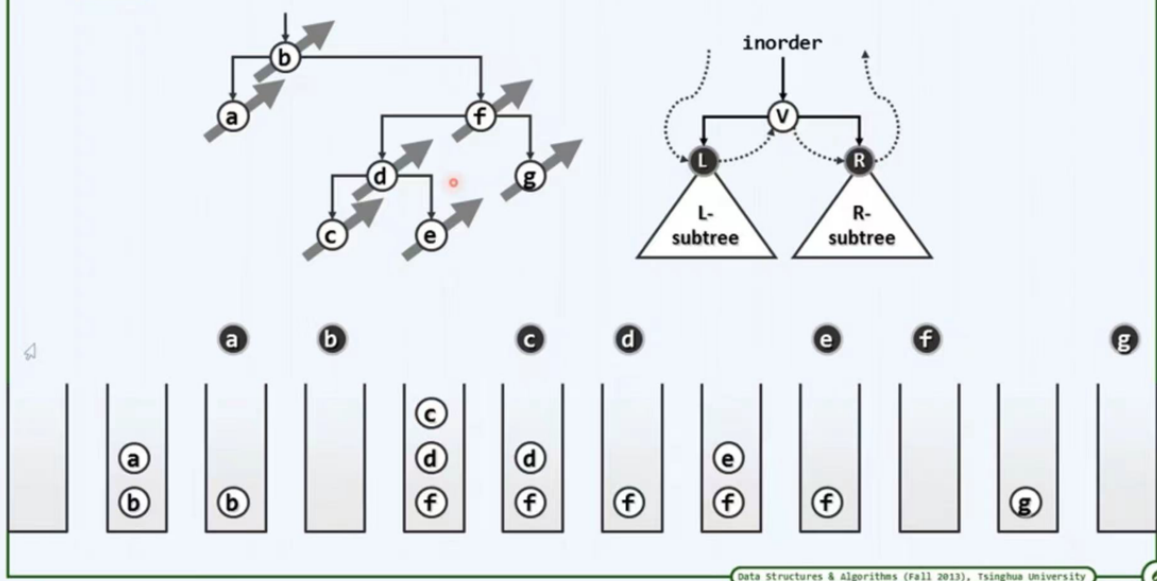 b
inorder
a
f
V
d
g
L
R
c
e
L-
subtree
R-
subtree
a b c d e f g
c
a d d e
b b f f f f f g
Data Structures & Algorithms (Fall 2013), Tsinghua University